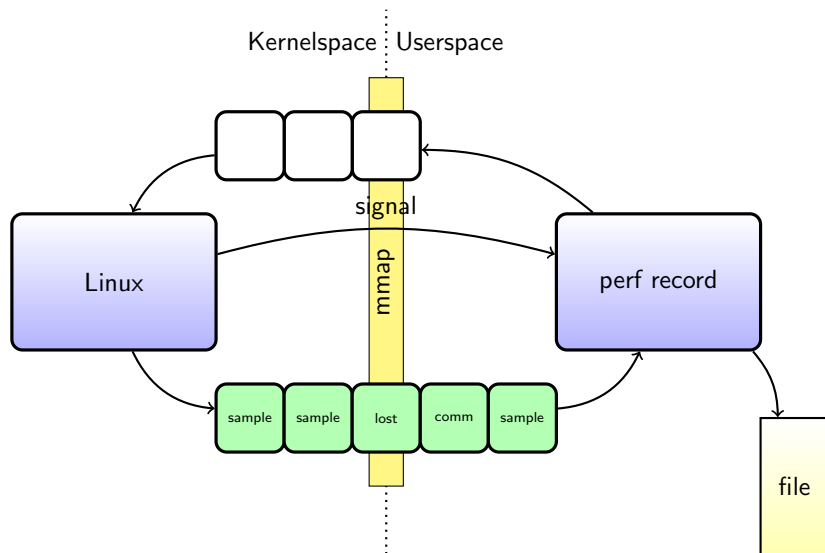 Kernelspace
Userspace
signal
Linux
mmap
perf record
sample
sample
lost
comm
sample
file